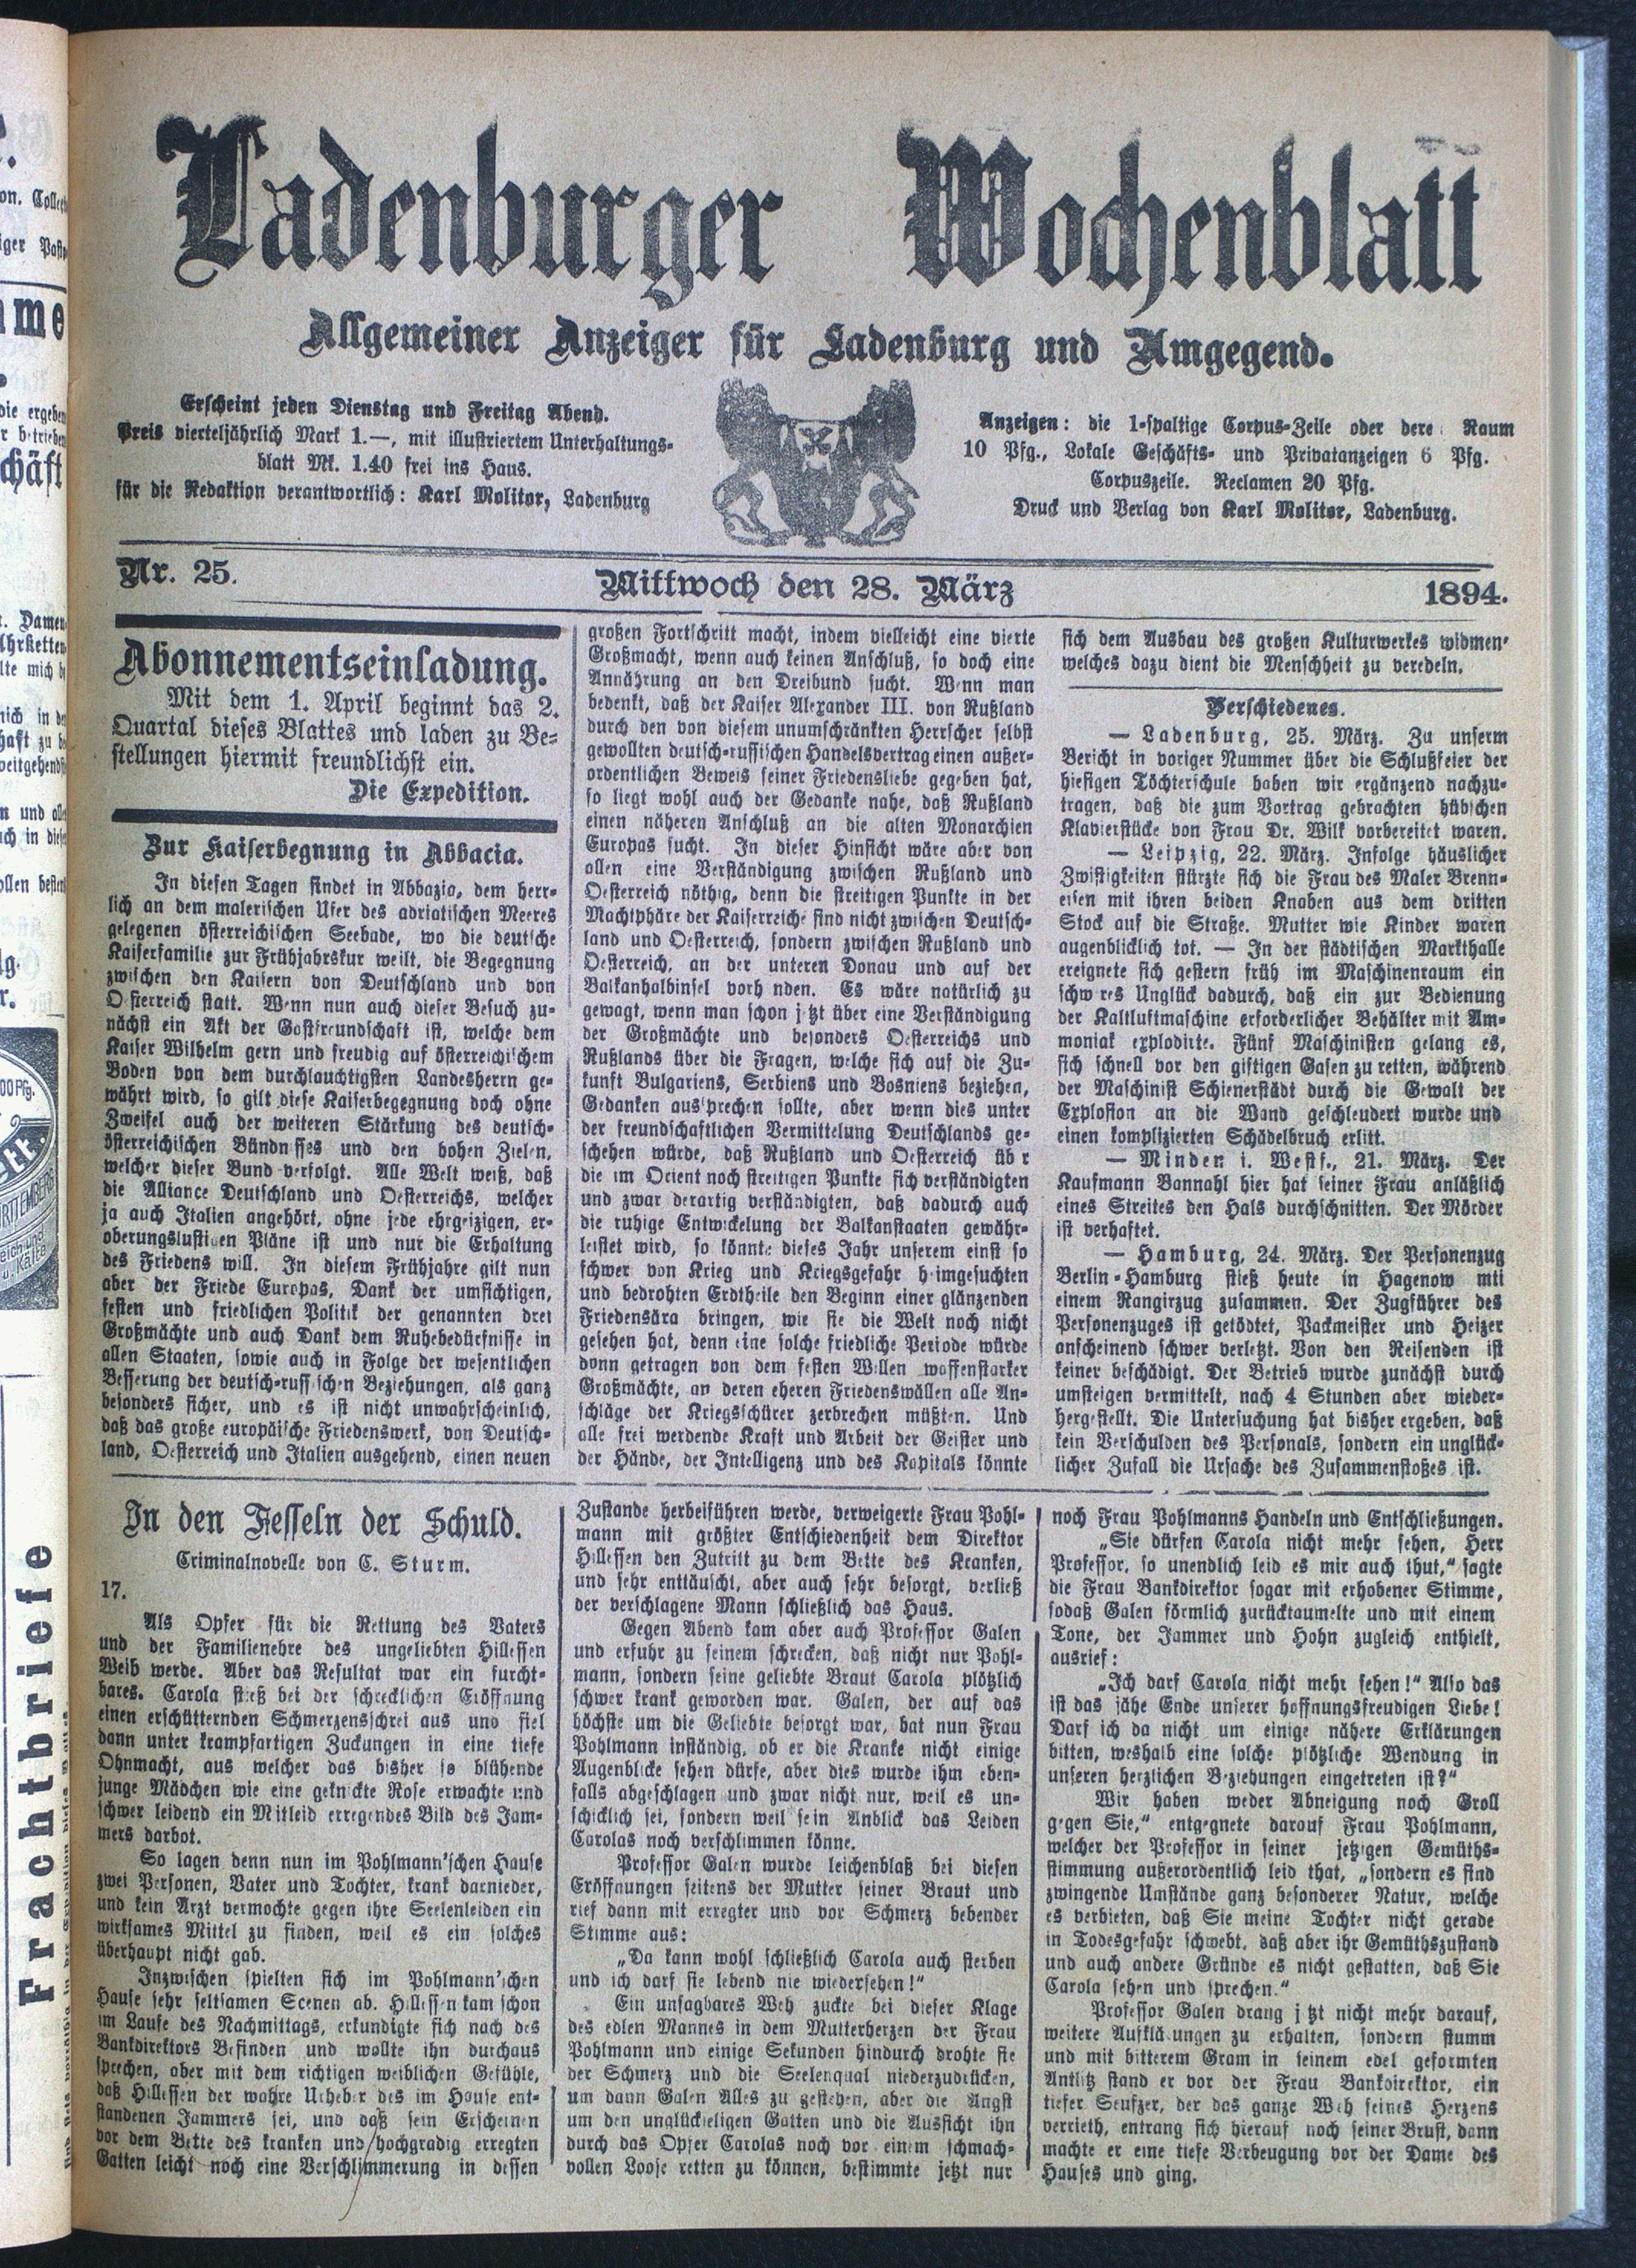 Ladenburger Wochenblatt
Allgemeiner Anzeiger für Ladenburg und Umgegend.
Erscheint jeden Dienstag und Freitag Abend.
Preis vierteljährlich Mark 1.—, mit illustriertem Unterhaltungs-
blatt Mk. 1.40 frei ins Haus.
für die Redaktion verantwortlich: Karl Molitor, Ladenburg
Anzeigen: die 1-spaltige Corpus-Zeile oder dere Raum
10 Pfg., Lokale Geschäfts- und Privatanzeigen 6 Pfg.
Corpuszeile. Reclamen 20 Pfg.
Druck und Verlag von Karl Molitor, Ladenburg.
Nr. 25. Mittwoch den 28. März 1894.
Abonnementseinladung.
Mit dem 1. April beginnt das 2.
Quartal dieses Blattes und laden zu Be-
stellungen hiermit freundlichst ein.
Die Expedition.
Zur Kaiserbegnung in Abbacia.
In diesen Tagen findet in Abbazia, dem herr-
lich an dem malerischen Ufer des adriatischen Meeres
gelegenen österreichischen Seebade, wo die deutsche
Kaiserfamilie zur Frühjahrskur weilt, die Begegnung
zwischen den Kaisern von Deutschland und von
O sterreich statt. Wenn nun auch dieser Besuch zu-
nächst ein Akt der Gastfreundschaft ist, welche dem
Kaiser Wilhelm gern und freudig auf österreichischem
Boden von dem durchlauchtigsten Landesherrn ge-
währt wird, so gilt diese Kaiserbegegnung doch ohne
Zweifel auch der weiteren Stärkung des deutsch-
österreichischen Bündn sses und den hohen Zielen,
welcher dieser Bund verfolgt. Alle Welt weiß, daß
die Alliance Deutschland und Oesterreichs, welcher
ja auch Italien angehört, ohne jede ehrgeizigen, er-
oberungslustigen Pläne ist und nur die Erhaltung
des Friedens will. In diesem Frühjahre gilt nun
aber der Friede Europas, Dank der umsichtigen,
festen und friedlichen Politik der genannten drei
Großmächte und auch Dank dem Ruhebedürfnisse in
allen Staaten, sowie auch in Folge der wesentlichen
Besserung der deutsch-russischen Beziehungen, als ganz
besonders sicher, und es ist nicht unwahrscheinlich,
daß das große europäische Friedenswerk, von Deutsch-
land, Oesterreich und Italien ausgehend, einen neuen
großen Fortschritt macht, indem vielleicht eine vierte
Großmacht, wenn auch keinen Anschluß, so doch eine
Annährung an den Dreibund sucht. Wenn man
bedenkt, daß der Kaiser Alexander III. von Rußland
durch den von diesem unumschränkten Herrscher selbst
gewollten deutsch-russischen Handelsvertrag einen außer-
ordentlichen Beweis seiner Friedensliebe gegeben hat,
so liegt wohl auch der Gedanke nahe, daß Rußland
einen näheren Anschluß an die alten Monarchien
Europas sucht. In dieser Hinsicht wäre aber von
allen eine Verständigung zwischen Rußland und
Oesterreich nöthig, denn die streitigen Punkte in der
Machtphäre der Kaiserreiche sind nicht zwischen Deutsch-
land und Oesterreich, sondern zwischen Rußland und
Oesterreich, an der unteren Donau und auf der
Balkanhalbinsel vorh nden. Es wäre natürlich zu
gewagt, wenn man schon j tzt über eine Verständigung
der Großmächte und besonders Oesterreichs und
Rußlands über die Fragen, welche sich auf die Zu-
kunft Bulgariens, Serbiens und Bosniens beziehen,
Gedanken aussprechen sollte, aber wenn dies unter
der freundschaftlichen Vermittelung Deutschlands ge-
schehen würde, daß Rußland und Oesterreich üb r
die im Orient noch streitigen Punkte sich verständigten
und zwar derartig verständigten, daß dadurch auch
die ruhige Entwickelung der Balkanstaaten gewähr-
leistet wird, so könnte dieses Jahr unserem einst so
schwer von Krieg und Kriegsgefahr heimgesuchten
und bedrohten Erdtheile den Beginn einer glänzenden
Friedensära bringen, wie sie die Welt noch nicht
gesehen hat, denn eine solche friedliche Periode würde
dann getragen von dem festen Willen waffenstarker
Großmächte, an deren eheren Friedenswällen alle An-
schläge der Kriegsschürer zerbrechen müßten. Und
alle frei werdende Kraft und Arbeit der Geister und
der Hände, der Intelligenz und des Kapitals könnte
sich dem Ausbau des großen Kulturwerkes widmen'
welches dazu dient die Menschheit zu veredeln.
Verschiedenes.
— Ladenburg, 25. März. Zu unserm
Bericht in voriger Nummer über die Schlußfeier der
hiesigen Töchterschule haben wir ergänzend nachzu-
tragen, daß die zum Vortrag gebrachten hübschen
Klavierstücke von Frau Dr. Wilk vorbereitet waren.
— Leipzig, 22. März. Infolge häuslicher
Zwistigkeiten stürzte sich die Frau des Maler Brenn-
eisen mit ihren beiden Knaben aus dem dritten
Stock auf die Straße. Mutter wie Kinder waren
augenblicklich tot. — In der städtischen Markthalle
ereignete sich gestern früh im Maschinenraum ein
schw res Unglück dadurch, daß ein zur Bedienung
der Kaltluftmaschine erforderlicher Behälter mit Am-
moniak explodirte. Fünf Maschinisten gelang es,
sich schnell vor den giftigen Gasen zu retten, während
der Maschinist Schienerstädt durch die Gewalt der
Explosion an die Wand geschleudert wurde und
einen komplizierten Schädelbruch erlitt.
— Minden i. Westf., 21. März. Der
Kaufmann Bannahl hier hat seiner Frau anläßlich
eines Streites den Hals durchschnitten. Der Mörder
ist verhaftet.
— Hamburg, 24. März. Der Personenzug
Berlin-Hamburg stieß heute in Hagenow mti
einem Rangirzug zusammen. Der Zugführer des
Personenzuges ist getödtet, Packmeister und Heizer
anscheinend schwer verletzt. Von den Reisenden ist
keiner beschädigt. Der Betrieb wurde zunächst durch
umsteigen vermittelt, nach 4 Stunden aber wieder-
hergestellt. Die Untersuchung hat bisher ergeben, daß
kein Verschulden des Personals, sondern ein unglück-
licher Zufall die Ursache des Zusammenstoßes ist.
In den Fesseln der Schuld.
Criminalnovelle von C. Sturm.
17.
Als Opfer für die Rettung des Vaters
und der Familienehre des ungeliebten Hillessen
Weib werde. Aber das Resultat war ein furcht-
bares. Carola stieß bei der schrecklichen Eröffnung
einen erschütternden Schmerzensschrei aus und fiel
dann unter krampfartigen Zuckungen in eine tiefe
Ohnmacht, aus welcher das bisher so blühende
junge Mädchen wie eine geknickte Rose erwachte und
schwer leidend ein Mitleid erregendes Bild des Jam-
mers darbot.
So lagen denn nun im Pohlmann'schen Hause
zwei Personen, Vater und Tochter, krank darnieder,
und kein Arzt vermochte gegen ihre Seelenleiden ein
wirksames Mittel zu finden, weil es ein solches
überhaupt nicht gab.
Inzwischen spielten sich im Pohlmann'schen
Hause sehr seltsamen Scenen ab. Hillessen kam schon
im Laufe des Nachmittags, erkundigte sich nach des
Bankdirektors Befinden und wollte ihn durchaus
sprechen, aber mit dem richtigen weiblichen Gefühle,
daß Hillessen der wahre Urheber des im Hause ent-
standenen Jammers sei, und daß sein Erscheinen
vor dem Bette des kranken und hochgradig erregten
Gatten leicht noch eine Verschlimmerung in dessen
Zustande herbeiführen werde, verweigerte Frau Pohl-
mann mit größter Entschiedenheit dem Direktor
Hillessen den Zutritt zu dem Bette des Kranken,
und sehr enttäuscht, aber auch sehr besorgt, verließ
der verschlagene Mann schließlich das Haus.
Gegen Abend kam aber auch Professor Galen
und erfuhr zu seinem schrecken, daß nicht nur Pohl-
mann, sondern seine geliebte Braut Carola plötzlich
schwer krank geworden war. Galen, der auf das
höchste um die Geliebte besorgt war, bat nun Frau
Pohlmann inständig, ob er die Kranke nicht einige
Augenblicke sehen dürfe, aber dies wurde ihm eben-
falls abgeschlagen und zwar nicht nur, weil es un-
schicklich sei, sondern weil sein Anblick das Leiden
Carolas noch verschlimmen könne.
Professor Galen wurde leichenblaß bei diesen
Eröffnungen seitens der Mutter seiner Braut und
rief dann mit erregter und vor Schmerz bebender
Stimme aus:
„Da kann wohl schließlich Carola auch sterben
und ich darf sie lebend nie wiedersehen!“
Ein unsagbares Weh zuckte bei dieser Klage
des edlen Mannes in dem Mutterherzen der Frau
Pohlmann und einige Sekunden hindurch drohte sie
der Schmerz und die Seelenqual niederzudrücken,
um dann Galen Alles zu gestehen, aber die Angst
um den unglückseligen Gatten und die Aussicht ihn
durch das Opfer Carolas noch vor einem schmach-
vollen Loose retten zu können, bestimmte jetzt nur
noch Frau Pohlmanns Handeln und Entschließungen.
„Sie dürfen Carola nicht mehr sehen, Herr
Professor, so unendlich leid es mir auch thut,“ sagte
die Frau Bankdirektor sogar mit erhobener Stimme,
sodaß Galen förmlich zurücktaumelte und mit einem
Tone, der Jammer und Hohn zugleich enthielt,
ausrief:
„Ich darf Carola nicht mehr sehen!“ Also das
ist das jähe Ende unserer hoffnungsfreudigen Liebe!
Darf ich da nicht um einige nähere Erklärungen
bitten, weshalb eine solche plötzliche Wendung in
unseren herzlichen Beziehungen eingetreten ist?“
Wir haben weder Abneigung noch Groll
gegen Sie,“ entgegnete darauf Frau Pohlmann,
welcher der Professor in seiner jetzigen Gemüths-
stimmung außerordentlich leid that, „sondern es sind
zwingende Umstände ganz besonderer Natur, welche
es verbieten, daß Sie meine Tochter nicht gerade
in Todesgefahr schwebt, daß aber ihr Gemüthszustand
und auch andere Gründe es nicht gestatten, daß Sie
Carola sehen und sprechen.“
Professor Galen drang j tzt nicht mehr darauf,
weitere Aufklä ungen zu erhalten, sondern stumm
und mit bitterem Gram in seinem edel geformten
Antlitz stand er vor der Frau Bankdirektor, ein
tiefer Seufzer, der das ganze Weh seines Herzens
verrieth, entrang sich hierauf noch seiner Brust, dann
machte er eine tiefe Verbeugung vor der Dame des
Hauses und ging.
Frachtbriefe